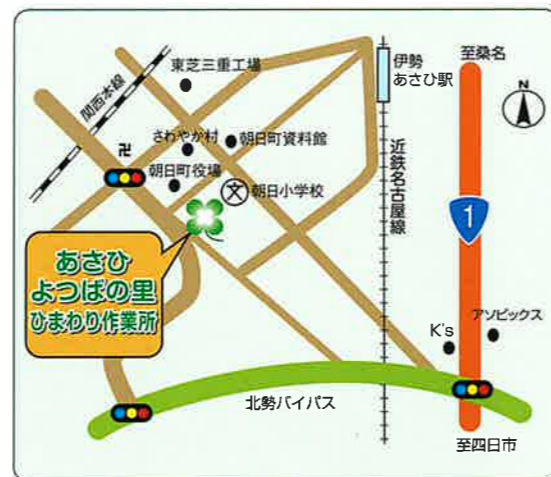 関西本線
東芝三重工場
伊勢
あさひ駅
至桑名
N
さわやか村
朝日町資料館
卍
朝日町役場
朝日小学校
文
近鉄名古屋線
1
あさひ
よつばの里
ひまわり作業所
K's
アソビックス
北勢バイパス
至四日市